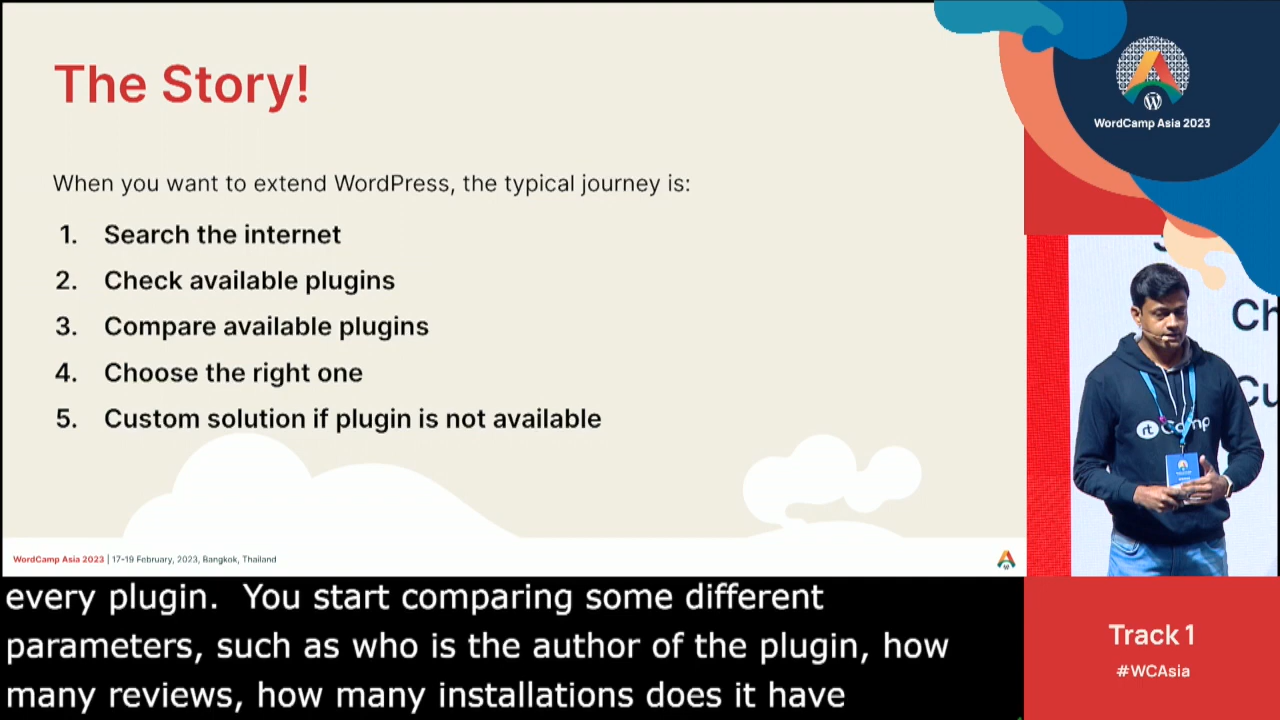 The Story!
When you want to extend WordPress, the typical journey is:
1. Search the internet
2. Check available plugins
3. Compare available plugins
4. Choose the right one
5. Custom solution if plugin is not available
WordCamp Asia 2023 | 17-19 February, 2023, Bangkok, Thailand
every plugin. You start comparing some different
parameters, such as who is the author of the plugin, how
many reviews, how many installations does it have
WordCamp Asia 2023
Ch
Cu
rtCamp
Track 1
#WCAsia